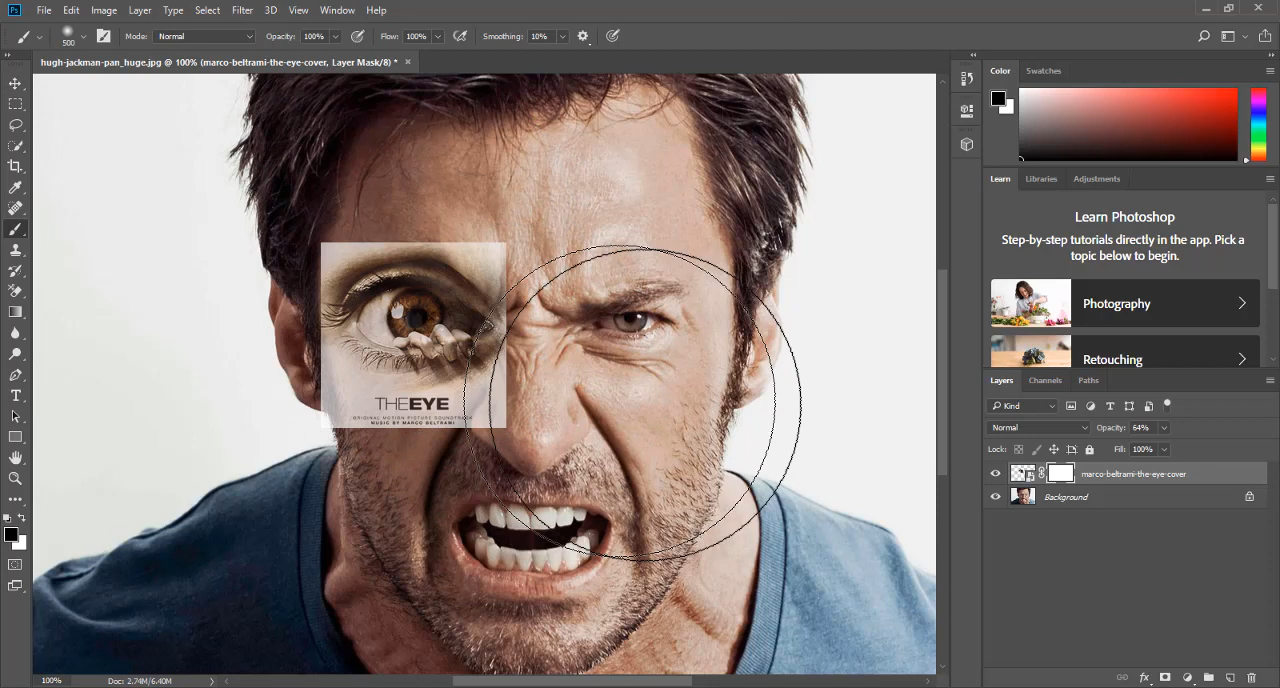 Ps File Edit Image Layer Type Select Filter 3D View Window Help
500 Mode: Normal Opacity: 100% Flow: 100% Smoothing: 10%
hugh-jackman-pan_huge.jpg @ 100% (marco-beltrami-the-eye-cover, Layer Mask/8) * ×
Color Swatches
Learn Libraries Adjustments
Learn Photoshop
Step-by-step tutorials directly in the app. Pick a
topic below to begin.
Photography
Retouching
Layers Channels Paths
Kind
Normal Opacity: 64%
Lock: Fill: 100%
marco-beltrami-the-eye-cover
Background
THEEYE
ORIGINAL MOTION PICTURE SOUNDTRACK
MUSIC BY MARCO BELTRAMI
100% Doc: 2.74M/6.40M